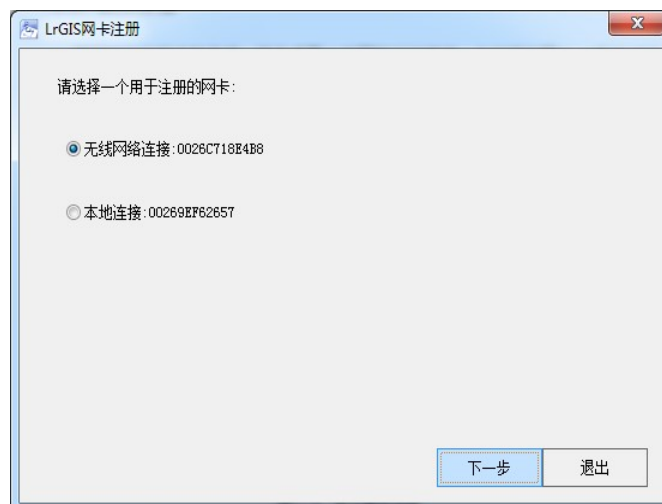 LrGIS网卡注册
请选择一个用于注册的网卡:
无线网络连接:0026C718E4B8
本地连接:00269EF62657
下一步 退出